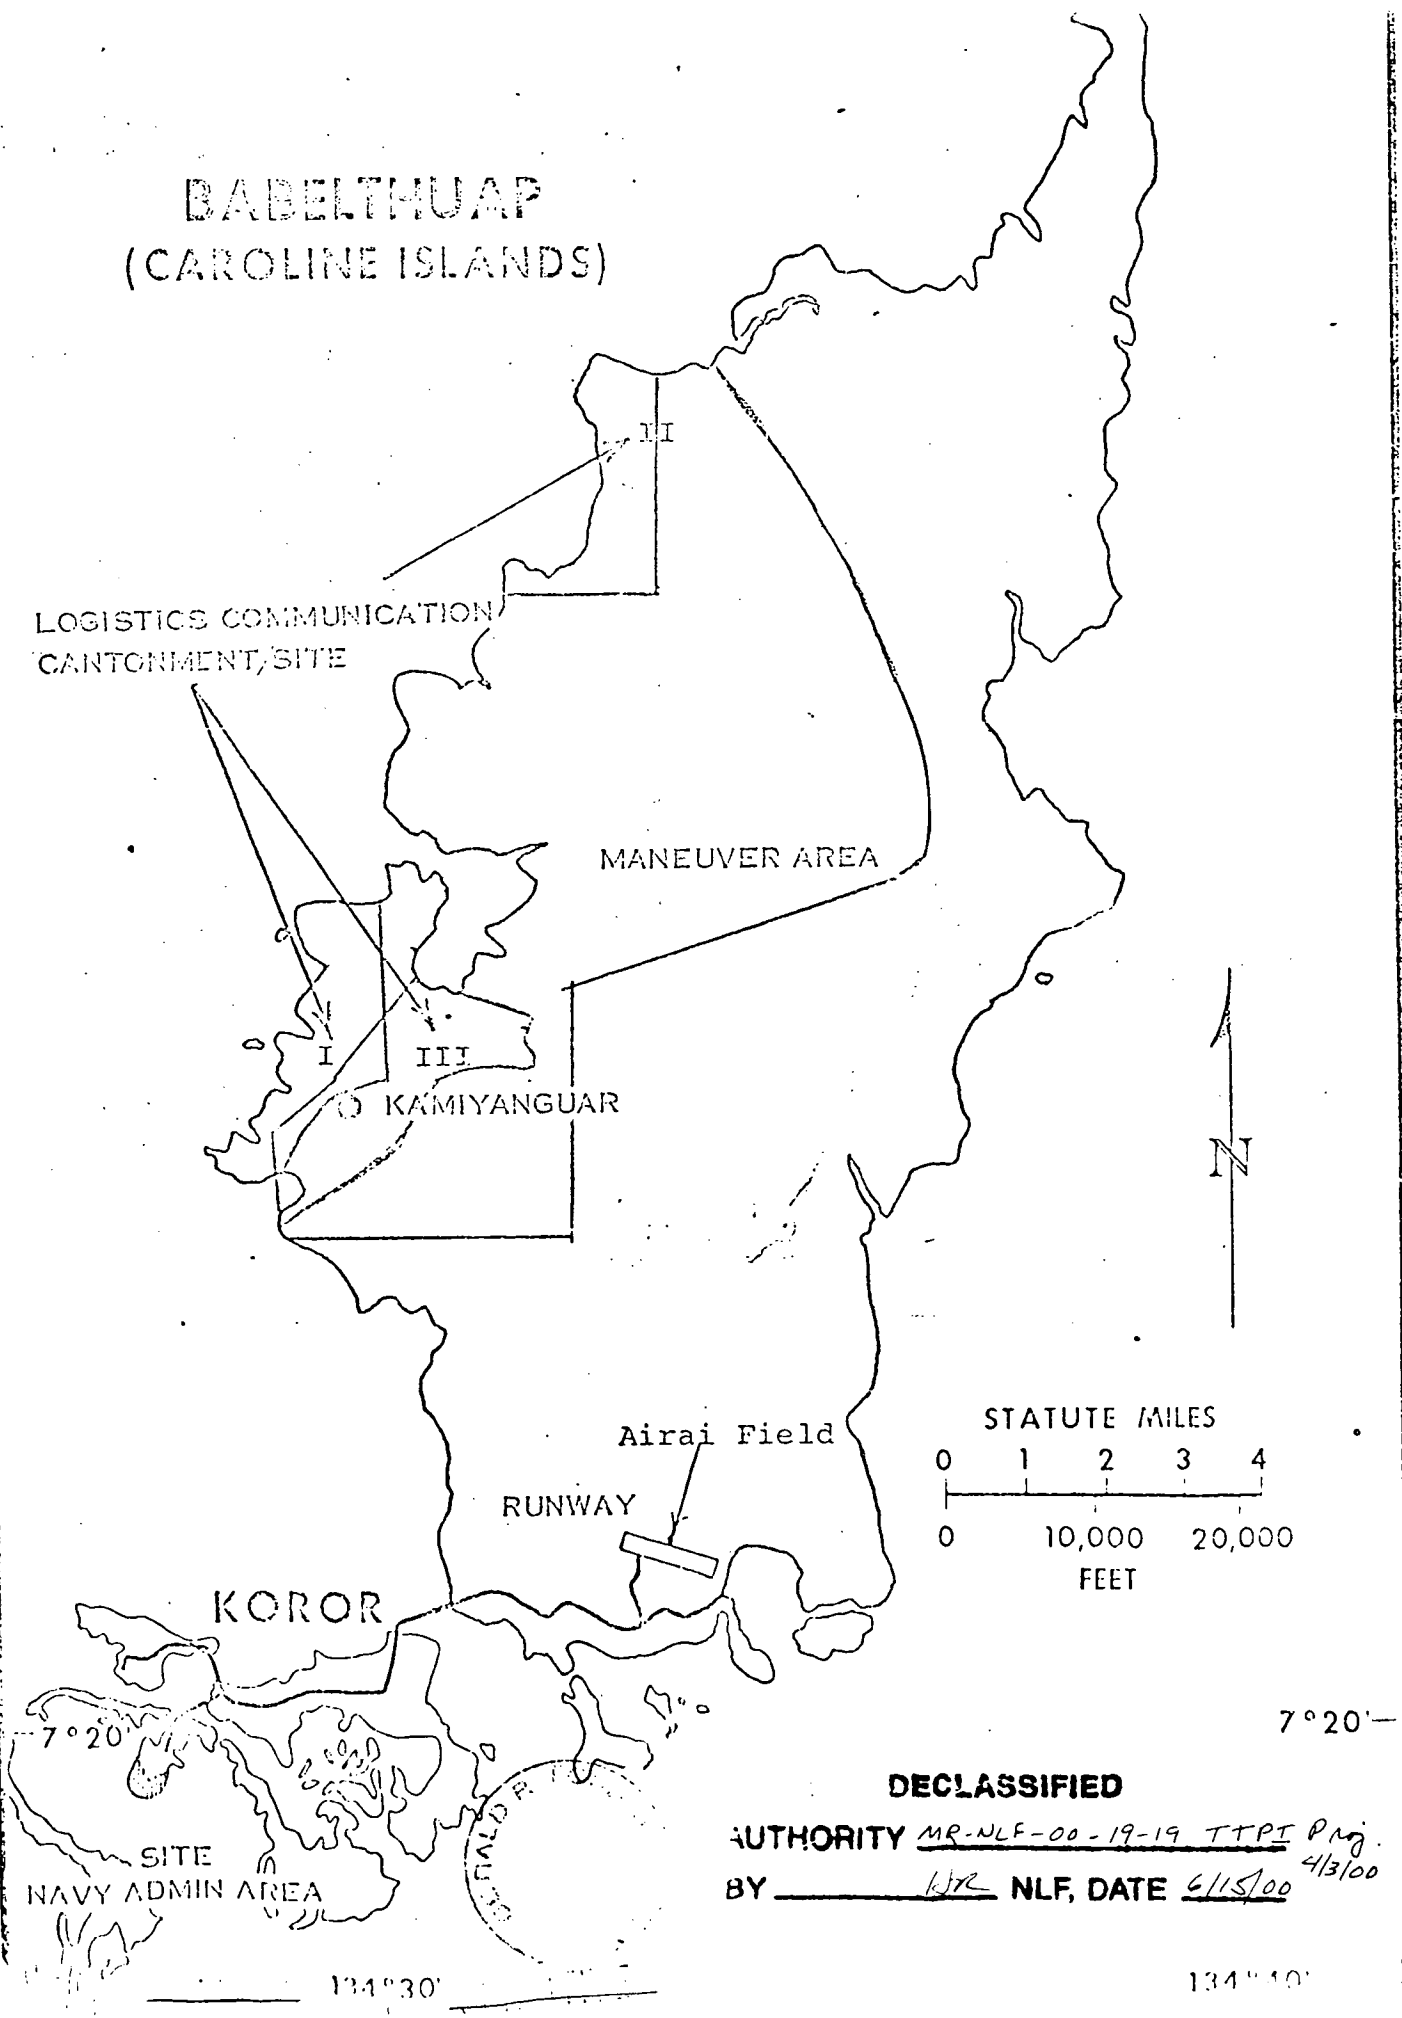 BABELTHUAP
(CAROLINE ISLANDS)
II
LOGISTICS COMMUNICATION
CANTONMENT/SITE
MANEUVER AREA
I
III
KAMIYANGUAR
N
STATUTE MILES
0 1 2 3 4
0 10,000 20,000
FEET
Airai Field
RUNWAY
KOROR
7°20'
7°20'
DECLASSIFIED
AUTHORITY MR-NLF-00-19-19 TTPI Proj.
4/3/00
BY NLF, DATE 6/15/00
SITE
NAVY ADMIN AREA
134°30'
134°40'